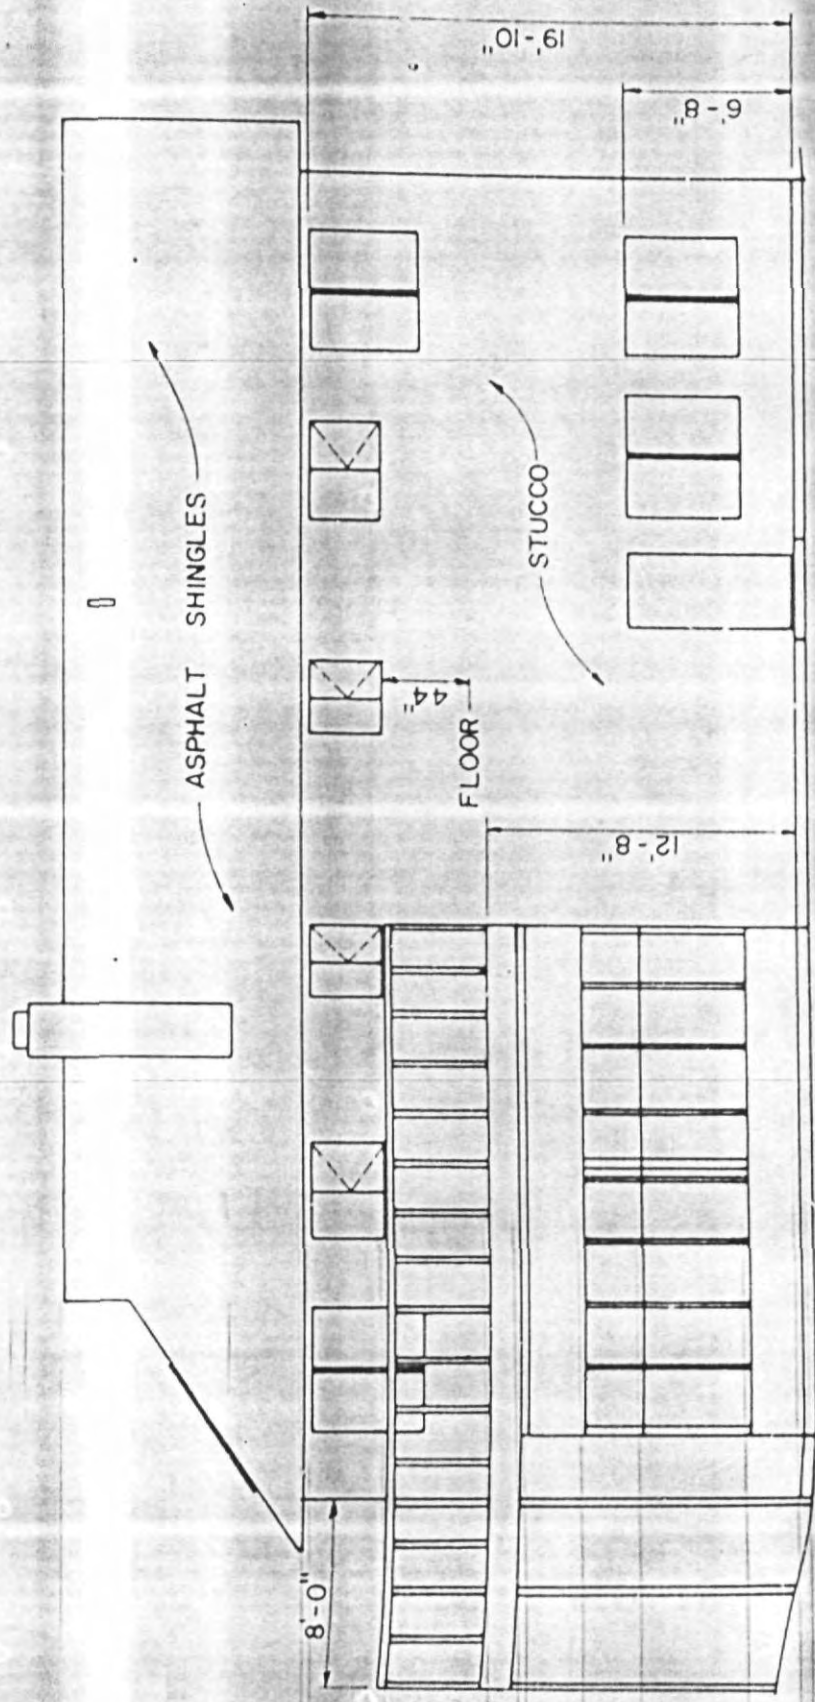 19'-10"
6'-8"
ASPHALT SHINGLES
STUCCO
44"
FLOOR
12'-8"
8'-0"